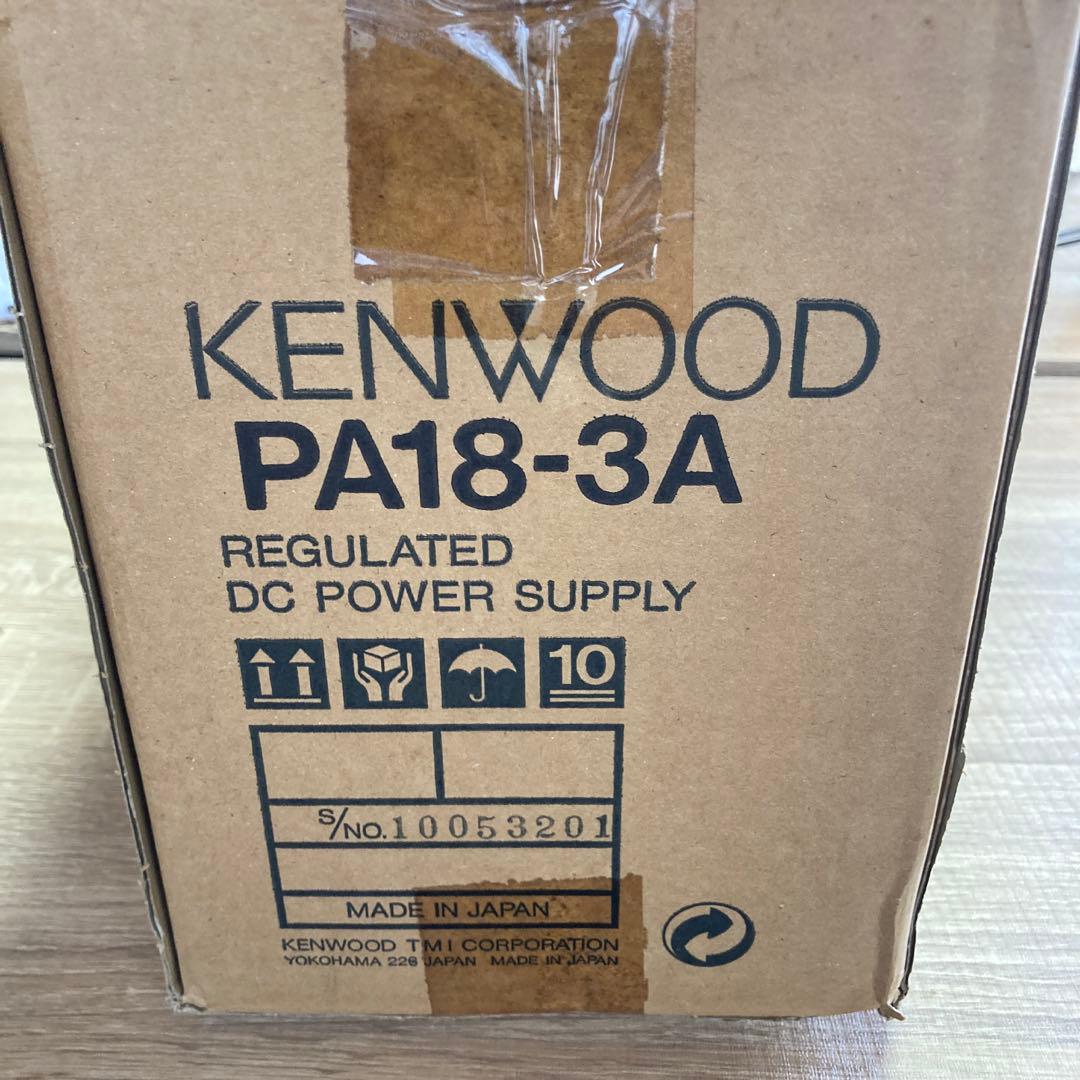 KENWOOD
PA18-3A
REGULATED
DC POWER SUPPLY
10
S/NO. 10053201
MADE IN JAPAN
KENWOOD TMI CORPORATION
YOKOHAMA 226 JAPAN MADE IN JAPAN